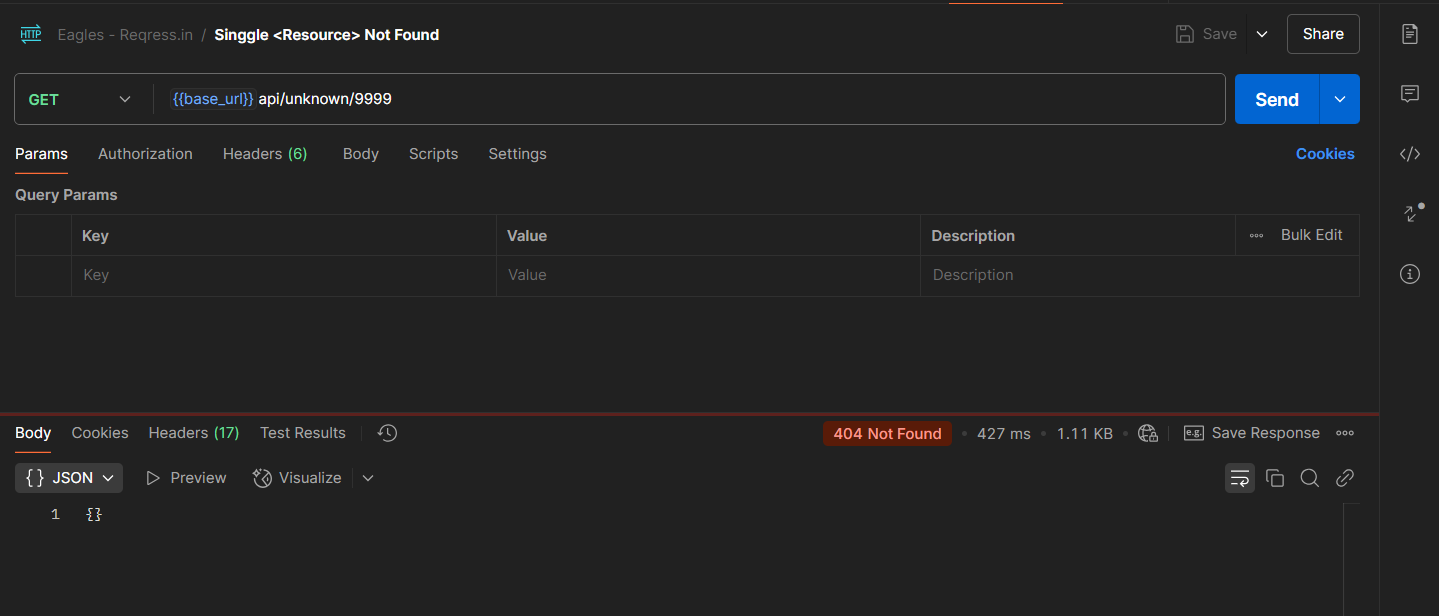 HTTP Eagles - Reqress.in / Singgle <Resource> Not Found Save Share
GET {{base_url}} api/unknown/9999 Send
Params Authorization Headers (6) Body Scripts Settings Cookies
Query Params
Key Value Description Bulk Edit
Key Value Description
Body Cookies Headers (17) Test Results 404 Not Found 427 ms 1.11 KB e.g. Save Response
{} JSON Preview Visualize
1 {}